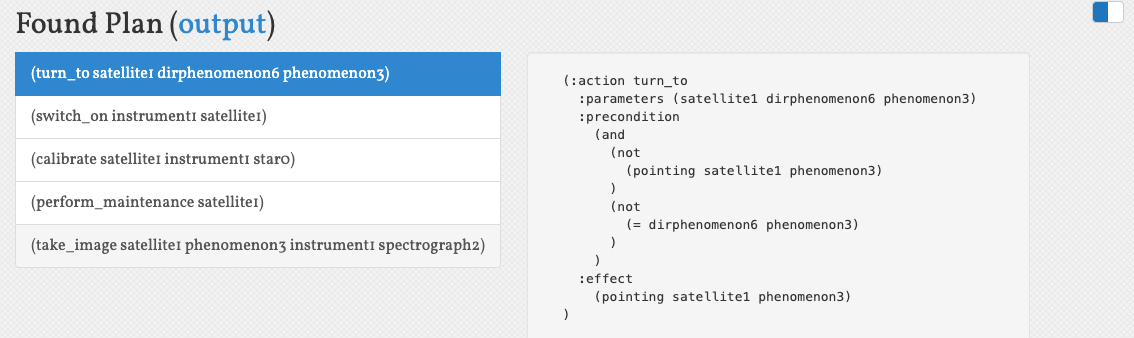 Found Plan (output)
(turn_to satellite1 dirphenomenon6 phenomenon3)
(switch_on instrument1 satellite1)
(calibrate satellite1 instrument1 star0)
(perform_maintenance satellite1)
(take_image satellite1 phenomenon3 instrument1 spectrograph2)
(:action turn_to
:parameters (satellite1 dirphenomenon6 phenomenon3)
:precondition
(and
(not
(pointing satellite1 phenomenon3)
)
(not
(= dirphenomenon6 phenomenon3)
)
)
:effect
(pointing satellite1 phenomenon3)
)